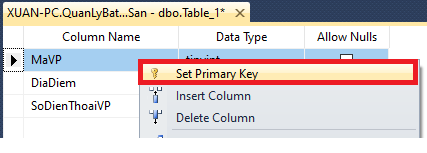 XUAN-PC.QuanLyBat...San - dbo.Table_1*
Column Name Data Type Allow Nulls
MaVP
Set Primary Key
DiaDiem Insert Column
SoDienThoaiVP Delete Column